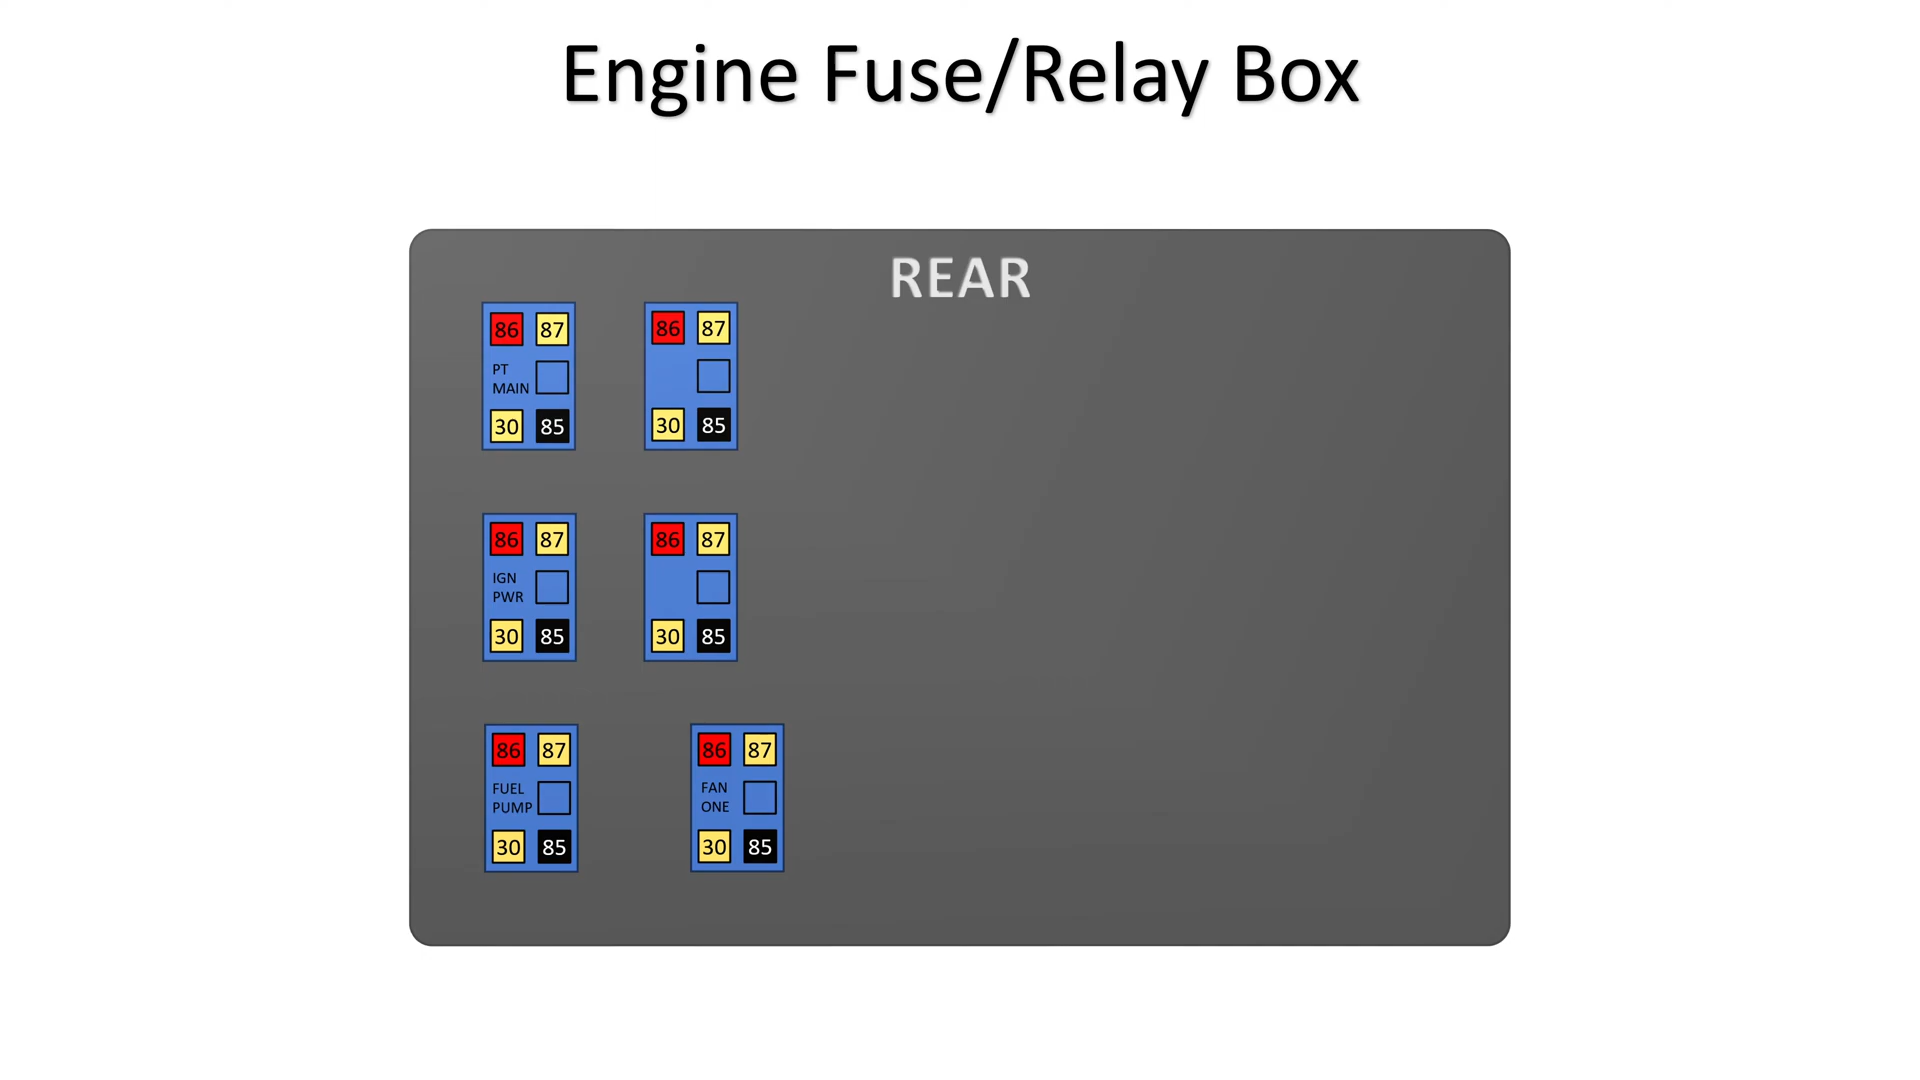 Engine Fuse/Relay Box
REAR
86 87
PT
MAIN
30 85
86 87
30 85
86 87
IGN
PWR
30 85
86 87
30 85
86 87
FUEL
PUMP
30 85
86 87
FAN
ONE
30 85